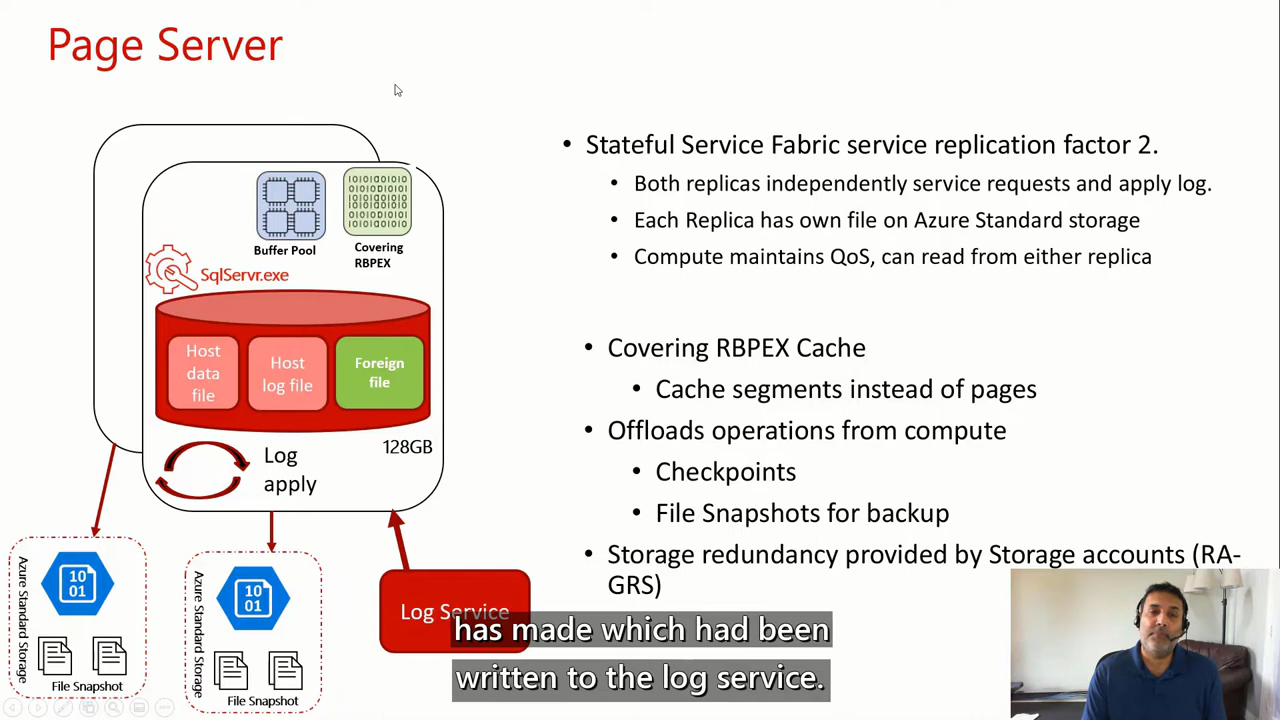 Page Server
Buffer Pool
Covering
RBPEX
SqlServr.exe
Host
data
file
Host
log file
Foreign
file
128GB
Log
apply
Azure Standard Storage
10
01
File Snapshot
Azure Standard Storage
10
01
File Snapshot
Log Service
• Stateful Service Fabric service replication factor 2.
• Both replicas independently service requests and apply log.
• Each Replica has own file on Azure Standard storage
• Compute maintains QoS, can read from either replica
• Covering RBPEX Cache
• Cache segments instead of pages
• Offloads operations from compute
• Checkpoints
• File Snapshots for backup
• Storage redundancy provided by Storage accounts (RA-
GRS)
has made which had been
written to the log service.